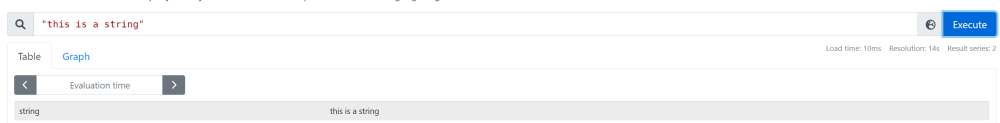 "this is a string"
Execute
Load time: 10ms Resolution: 14s Result series: 2
Table Graph
Evaluation time
string this is a string